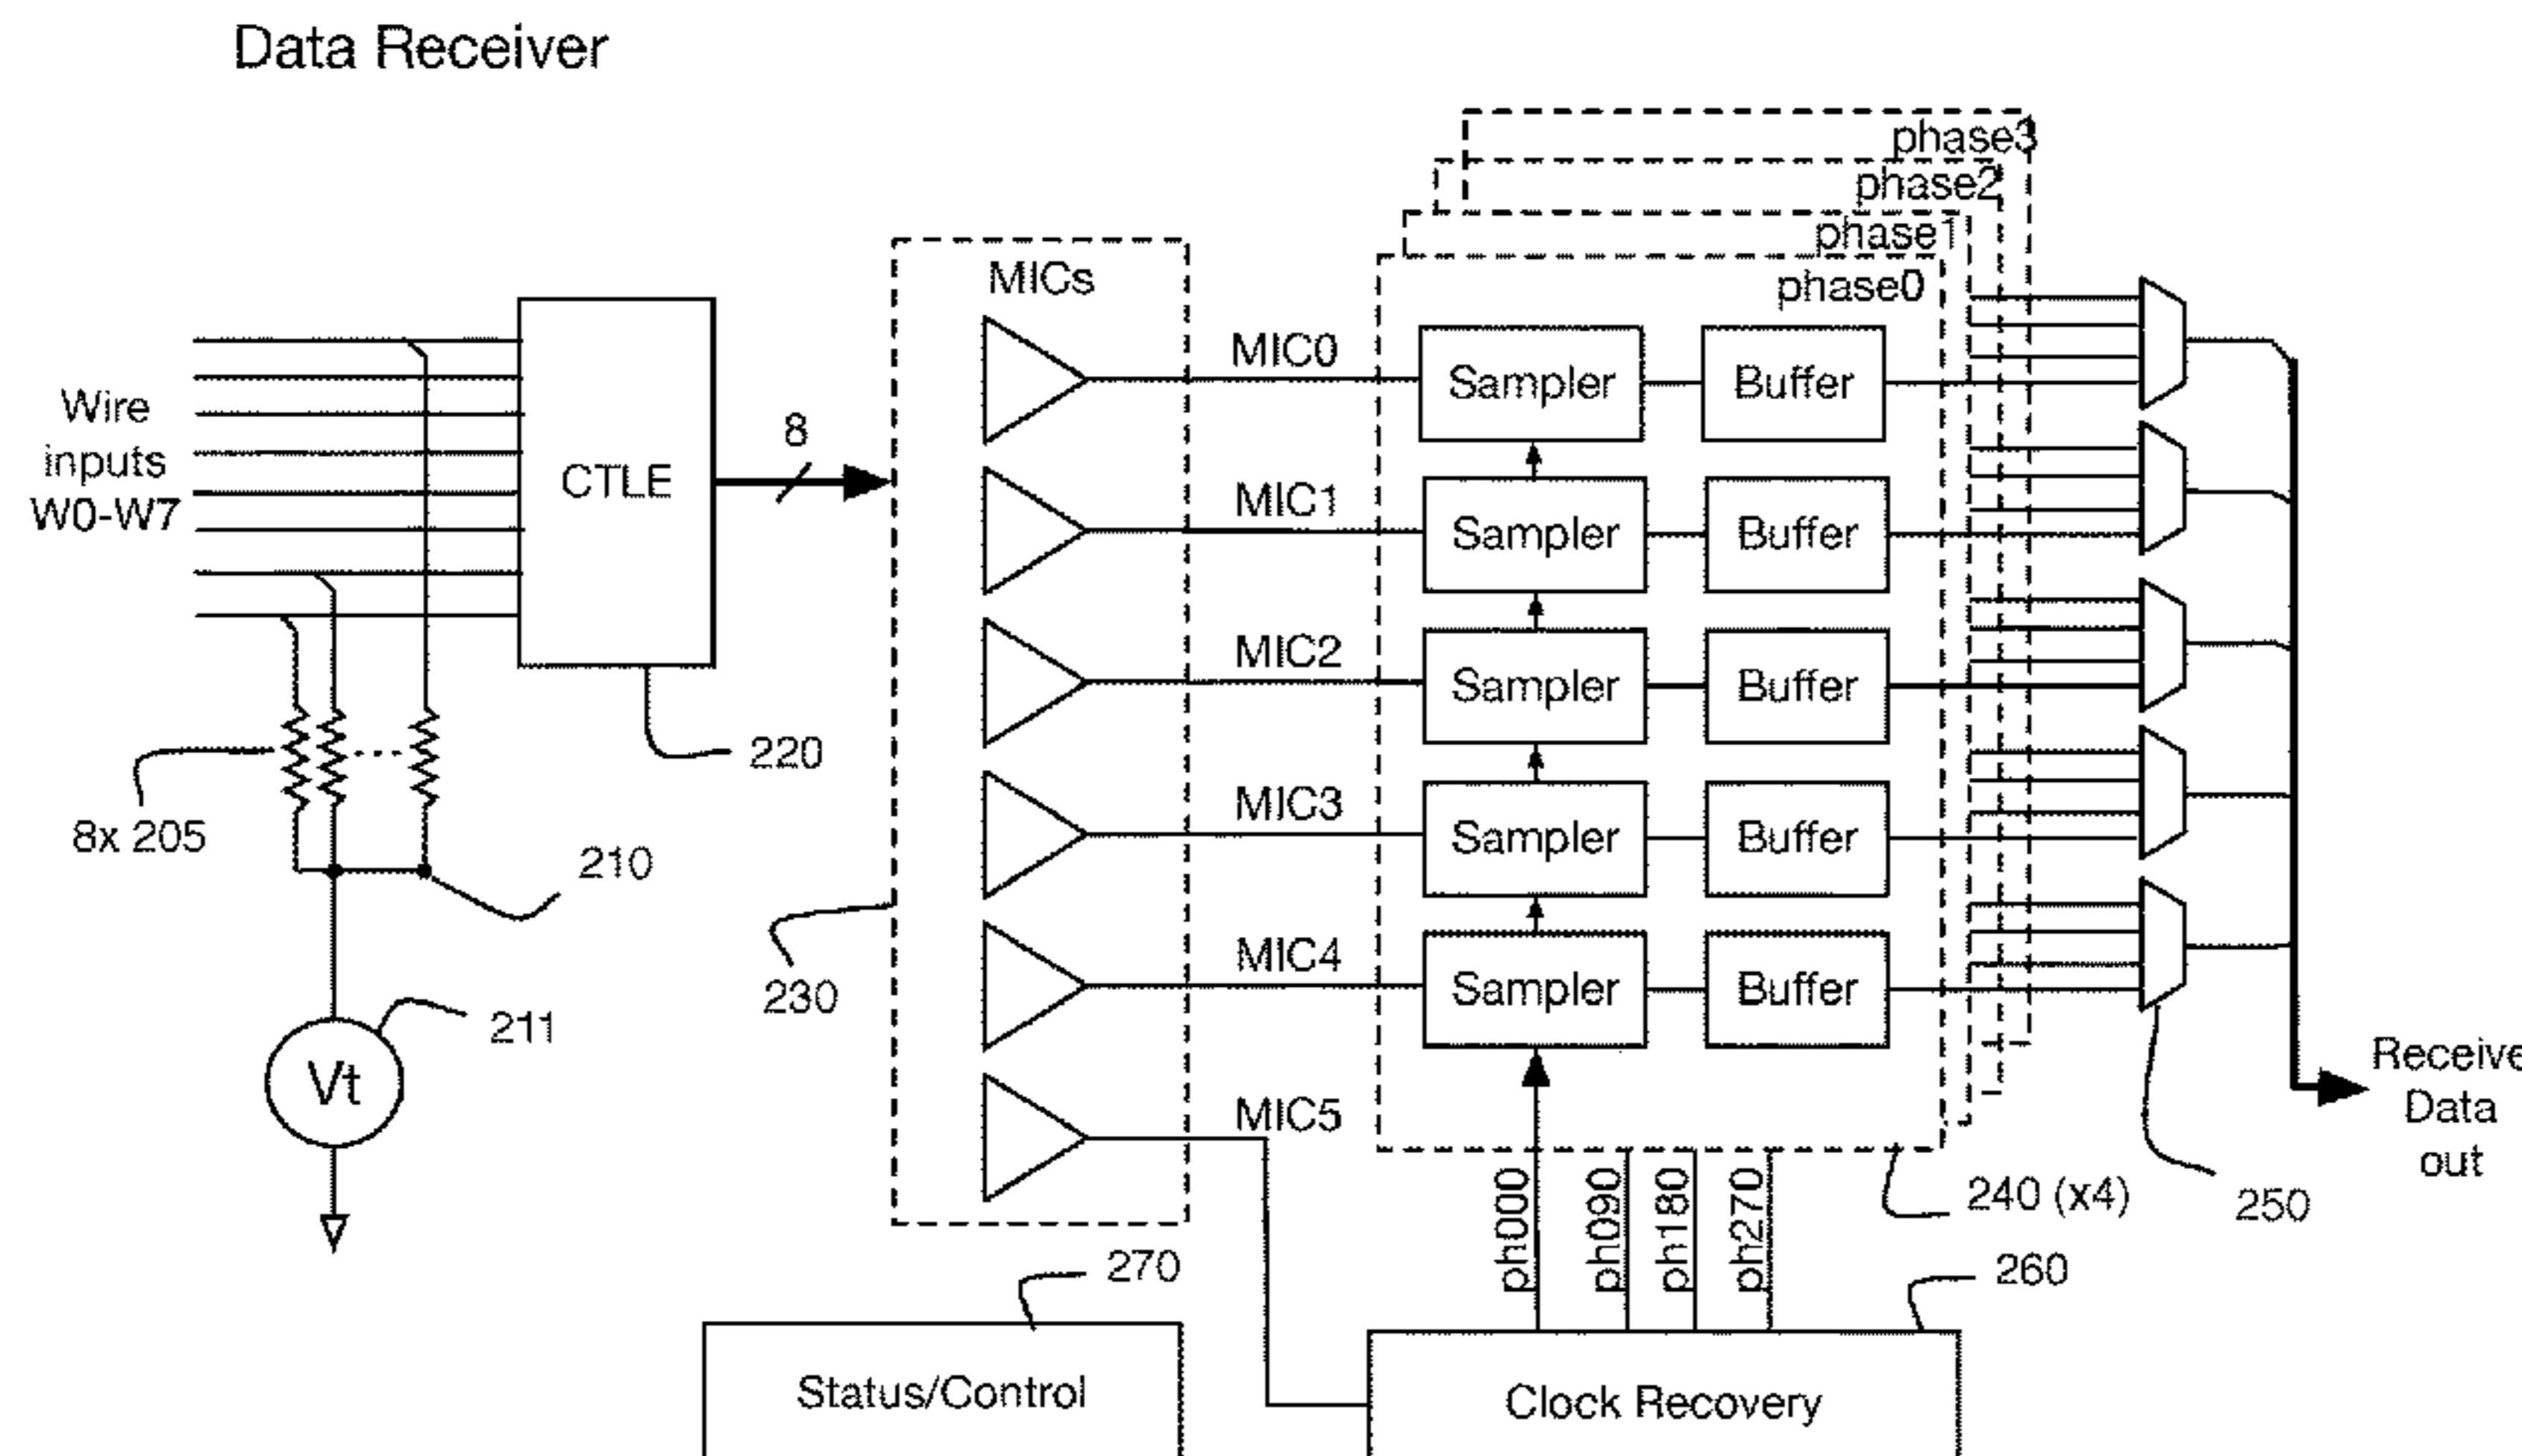 Data Receiver
phase3
phase2
phase1
phase0
MICs
Wire
inputs
W0-W7
CTLE
8
MIC0
Sampler
Buffer
MIC1
Sampler
Buffer
MIC2
Sampler
Buffer
MIC3
Sampler
Buffer
MIC4
Sampler
Buffer
MIC5
220
8x 205
210
230
211
Vt
ph000
ph090
ph180
ph270
240 (x4)
250
Receive
Data
out
270
260
Status/Control
Clock Recovery